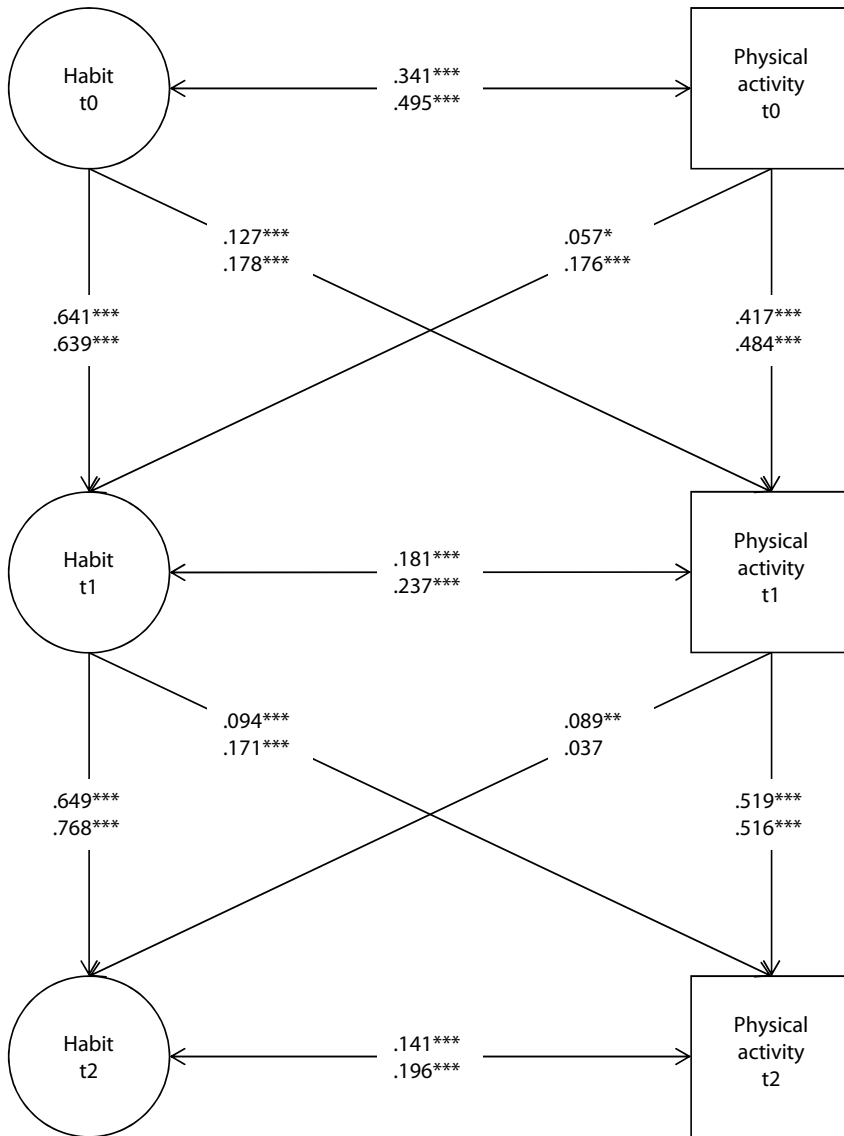 Habit
t0
.341***
.495***
Physical
activity
t0
.127***
.178***
.057*
.176***
.641***
.639***
.417***
.484***
Habit
t1
.181***
.237***
Physical
activity
t1
.094***
.171***
.089**
.037
.649***
.768***
.519***
.516***
Habit
t2
.141***
.196***
Physical
activity
t2